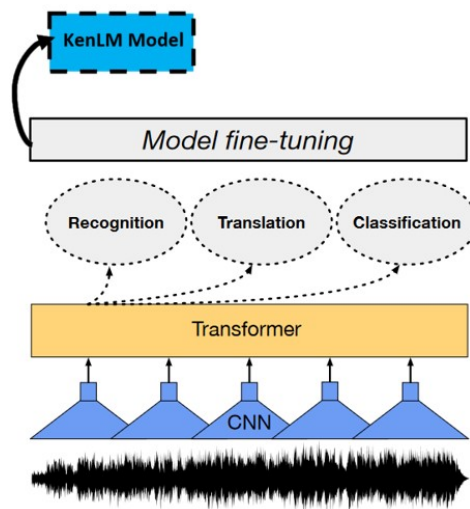 KenLM Model
Model fine-tuning
Recognition
Translation
Classification
Transformer
CNN